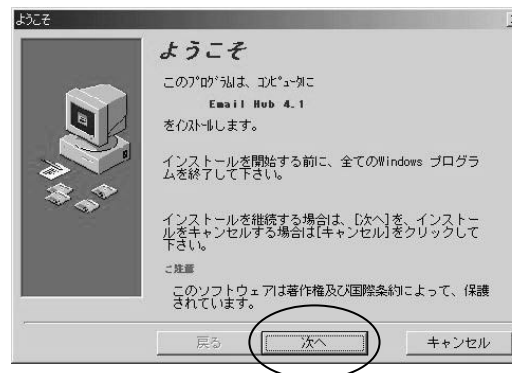 ようこそ
ようこそ
このﾌﾟﾛｸﾞﾗﾑは、ｺﾝﾋﾟｭｰﾀに
Email Hub 4.1
をｲﾝｽﾄｰﾙします。
インストールを開始する前に、全てのWindows プログラ
ムを終了して下さい。
インストールを継続する場合は、[次へ]を、インストー
ルをキャンセルする場合は[キャンセル]をクリックして
下さい。
ご注意
このソフトウェアは著作権及び国際条約によって、保護
されています。
戻る
次へ
キャンセル